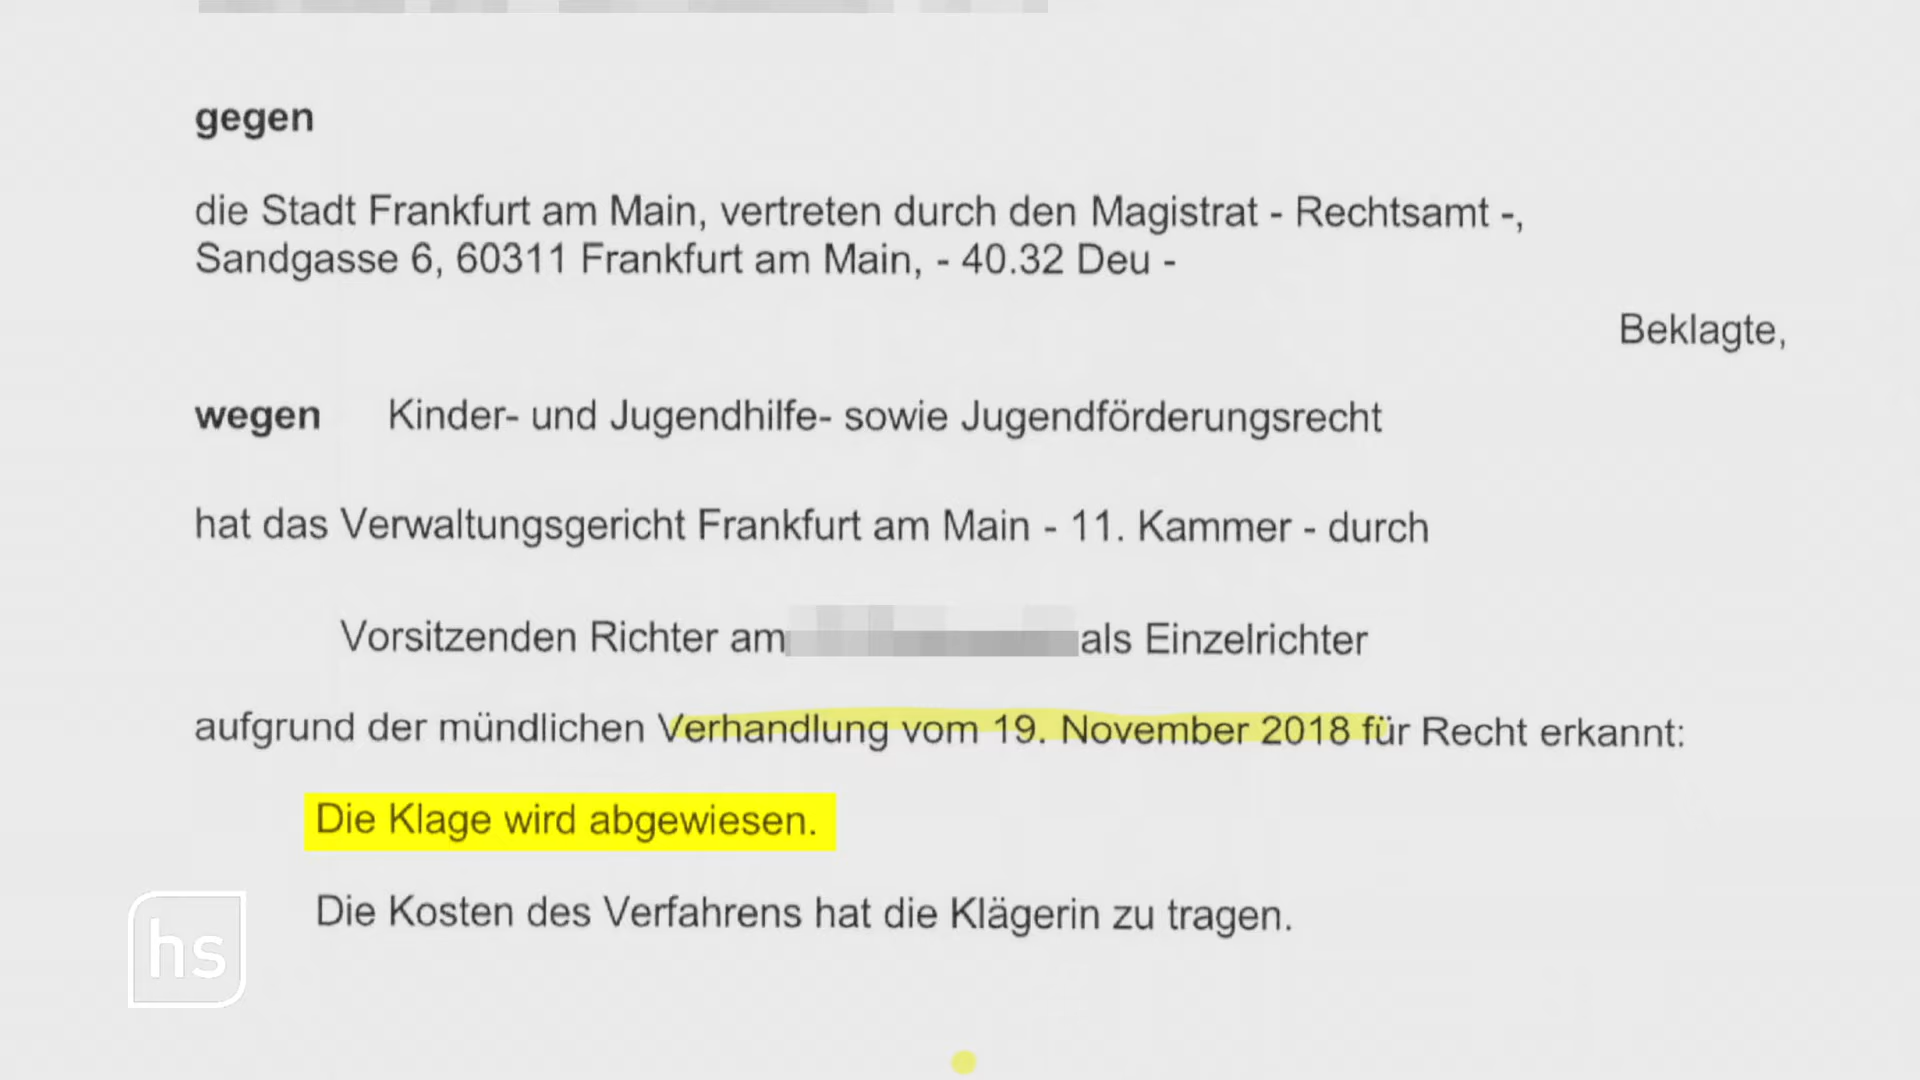 gegen
die Stadt Frankfurt am Main, vertreten durch den Magistrat - Rechtsamt -,
Sandgasse 6, 60311 Frankfurt am Main, - 40.32 Deu -
Beklagte,
wegen Kinder- und Jugendhilfe- sowie Jugendförderungsrecht
hat das Verwaltungsgericht Frankfurt am Main - 11. Kammer - durch
Vorsitzenden Richter am als Einzelrichter
aufgrund der mündlichen Verhandlung vom 19. November 2018 für Recht erkannt:
Die Klage wird abgewiesen.
Die Kosten des Verfahrens hat die Klägerin zu tragen.
hs